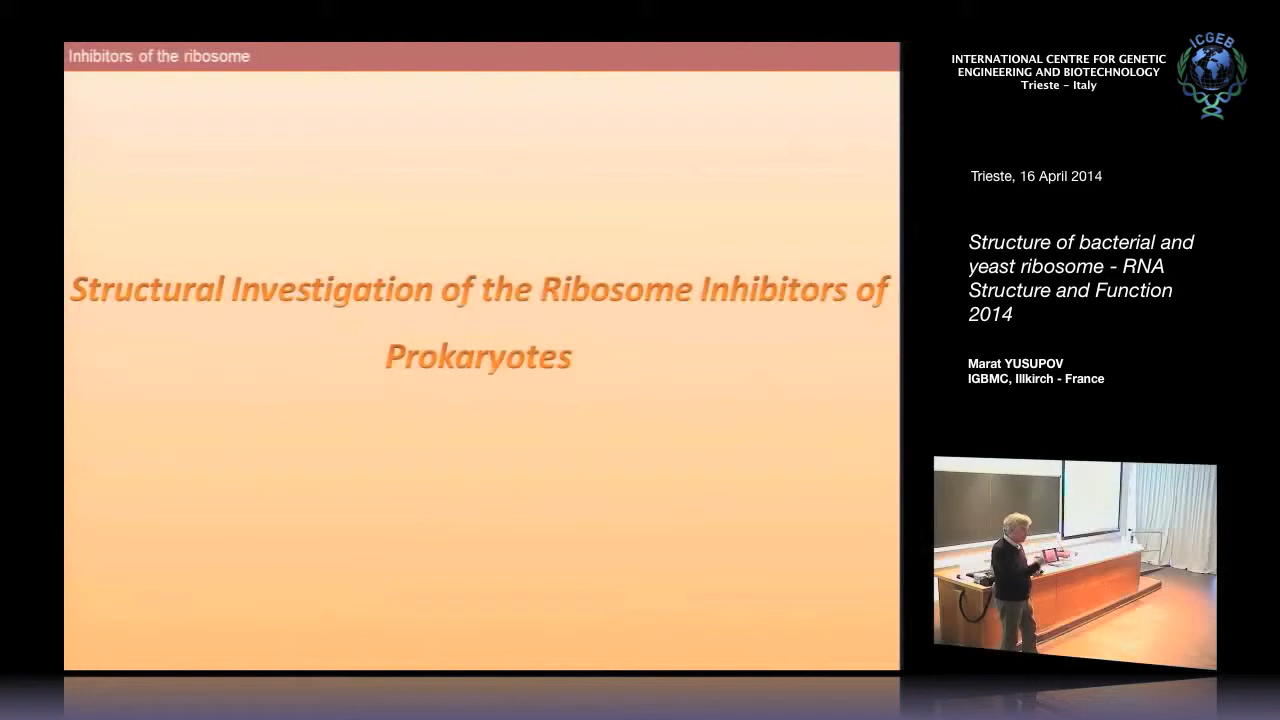 Inhibitors of the ribosome
Structural Investigation of the Ribosome Inhibitors of
Prokaryotes
INTERNATIONAL CENTRE FOR GENETIC
ENGINEERING AND BIOTECHNOLOGY
Trieste – Italy
ICGEB
Trieste, 16 April 2014
Structure of bacterial and
yeast ribosome - RNA
Structure and Function
2014
Marat YUSUPOV
IGBMC, Illkirch - France